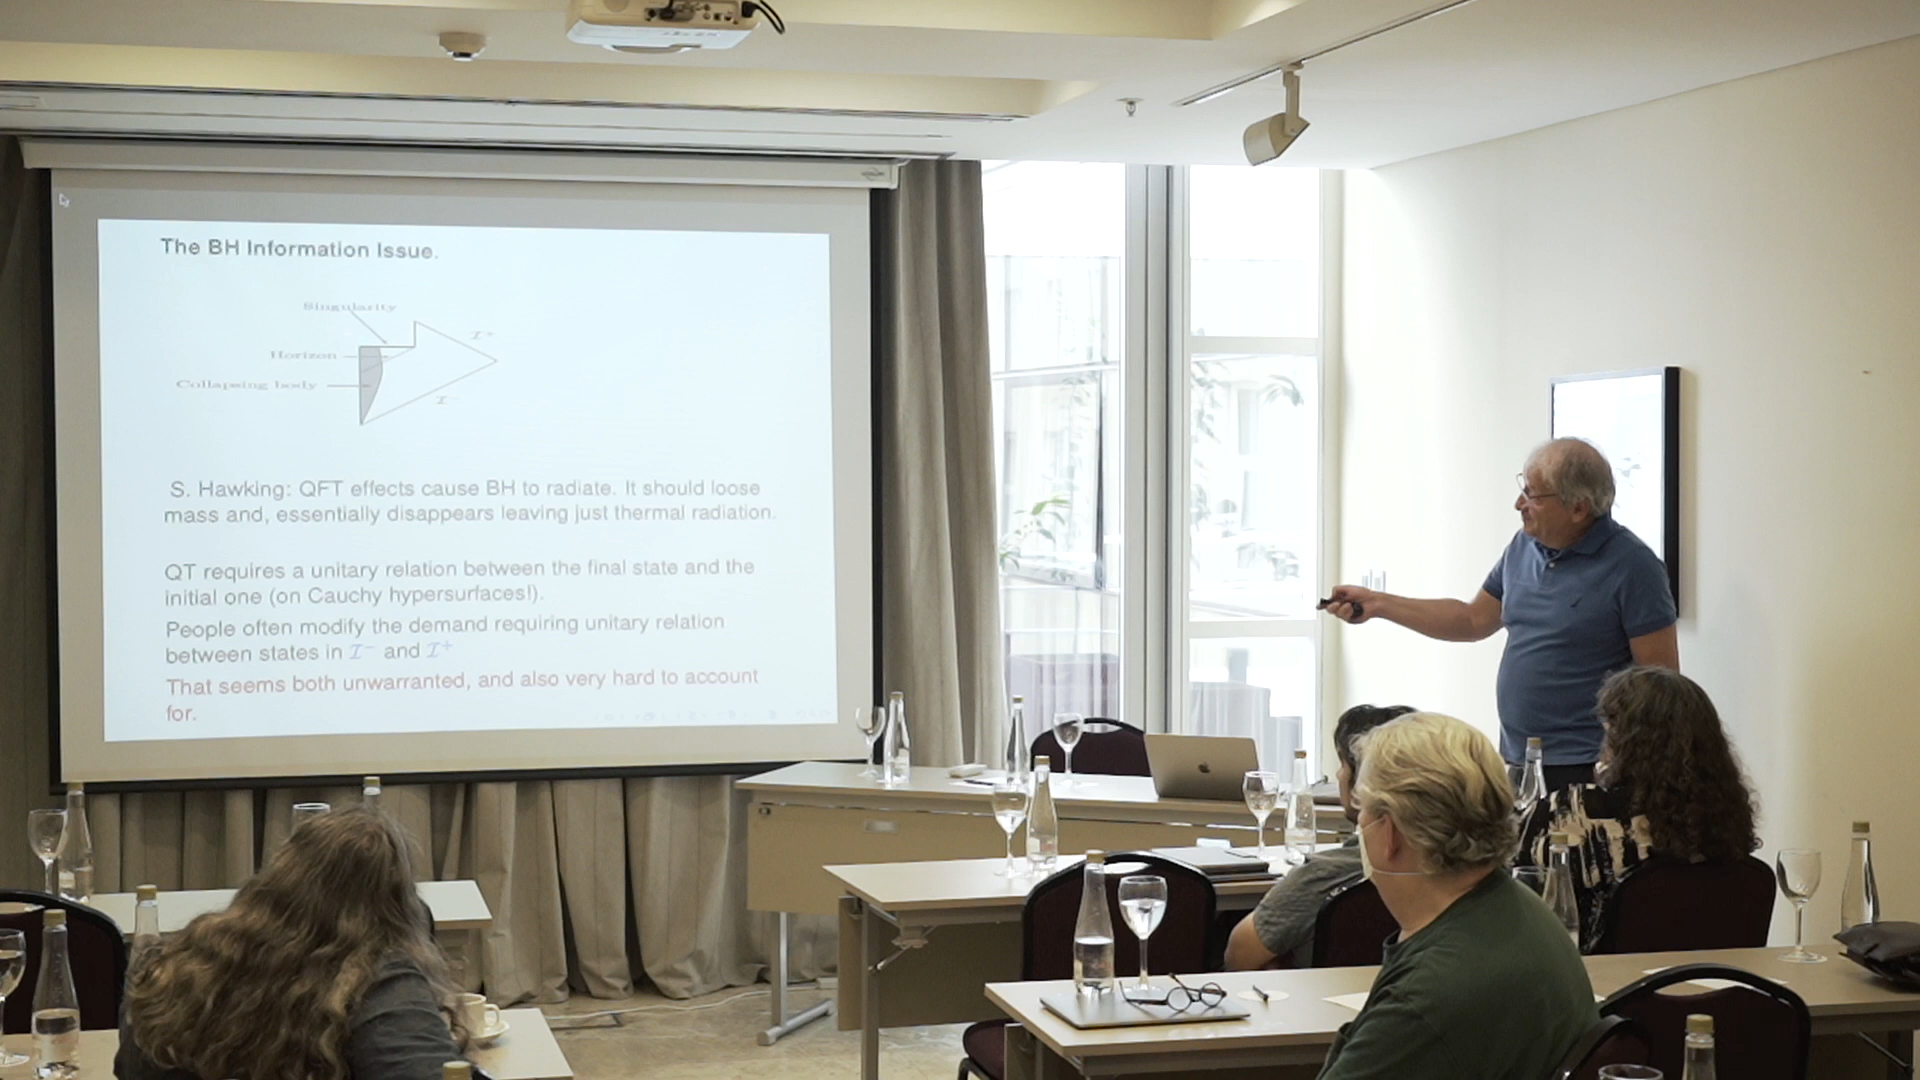 The BH Information Issue.
Singularity
I⁺
Horizon
Collapsing body
I⁻
S. Hawking: QFT effects cause BH to radiate. It should loose
mass and, essentially disappears leaving just thermal radiation.
QT requires a unitary relation between the final state and the
initial one (on Cauchy hypersurfaces!).
People often modify the demand requiring unitary relation
between states in I⁻ and I⁺
That seems both unwarranted, and also very hard to account
for.